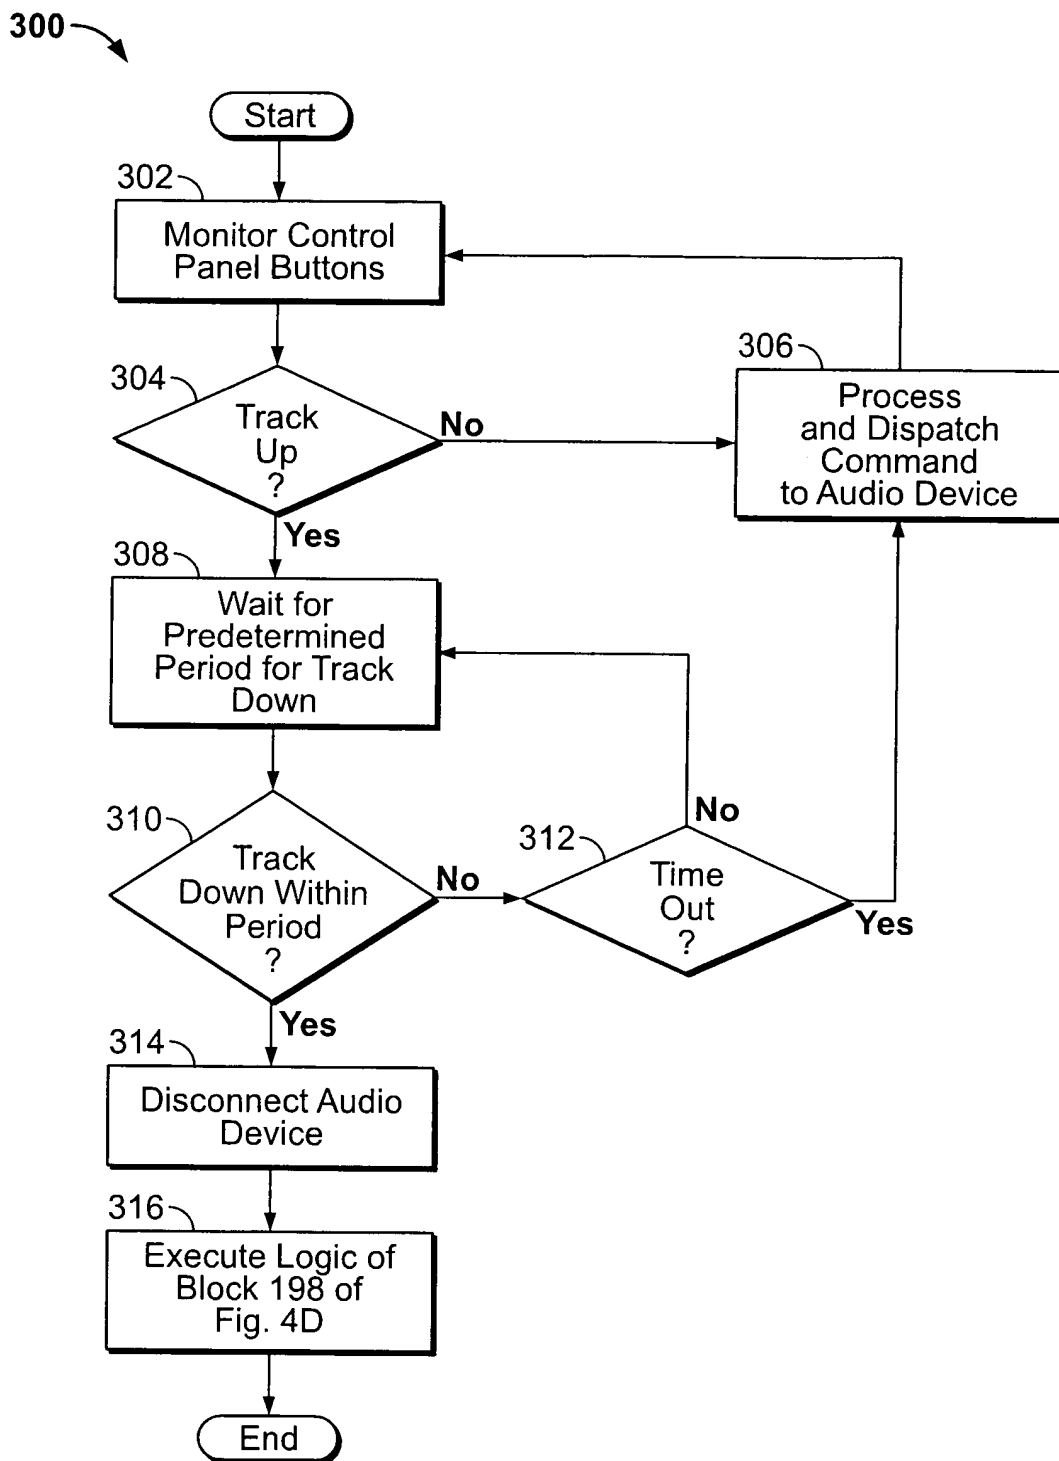 300
Start
302
Monitor Control
Panel Buttons
304
Track
Up
?
No
Yes
306
Process
and Dispatch
Command
to Audio Device
308
Wait for
Predetermined
Period for Track
Down
310
Track
Down Within
Period
?
No
Yes
312
Time
Out
?
No
Yes
314
Disconnect Audio
Device
316
Execute Logic of
Block 198 of
Fig. 4D
End